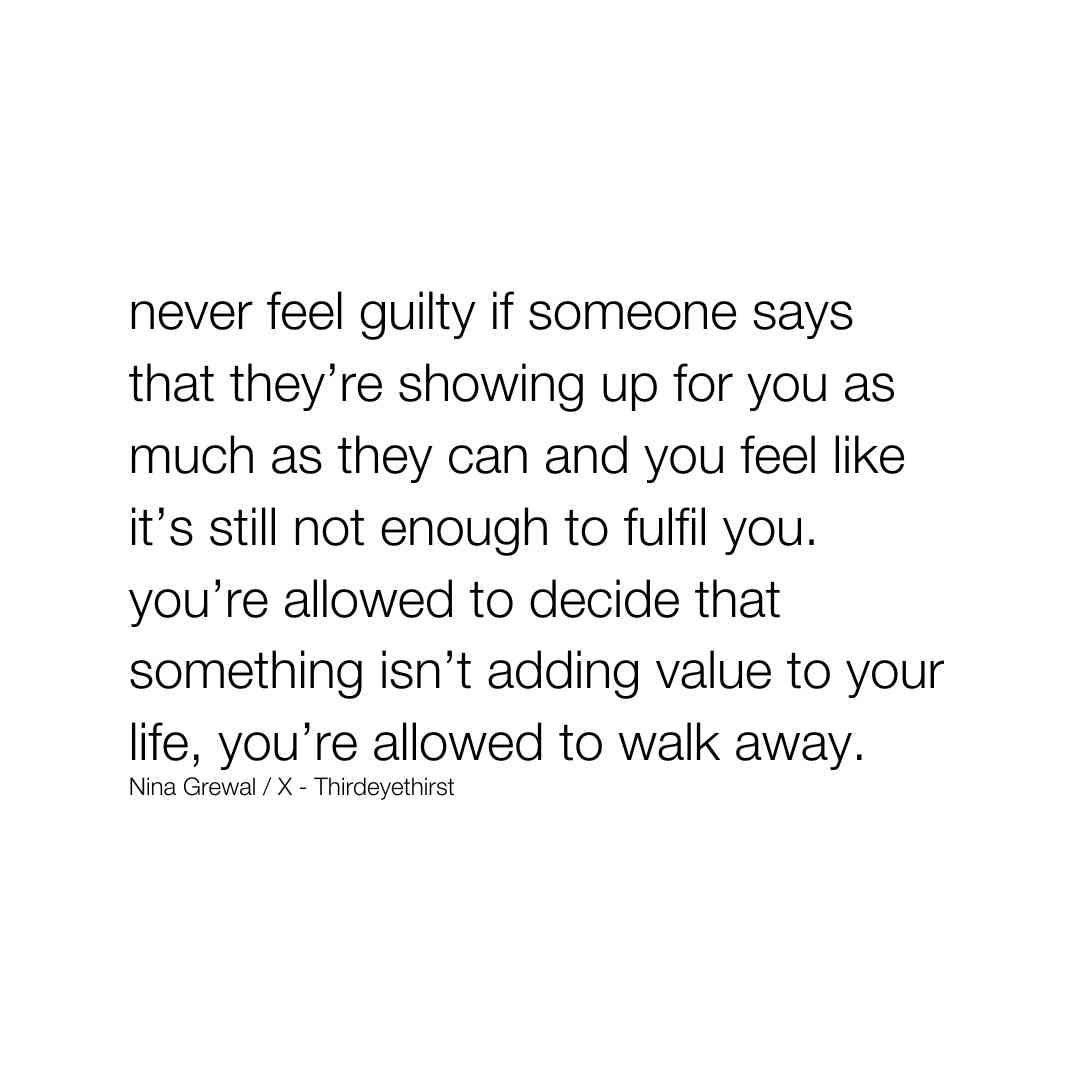 never feel guilty if someone says
that they’re showing up for you as
much as they can and you feel like
it’s still not enough to fulfil you.
you’re allowed to decide that
something isn’t adding value to your
life, you’re allowed to walk away.
Nina Grewal / X - Thirdeyethirst